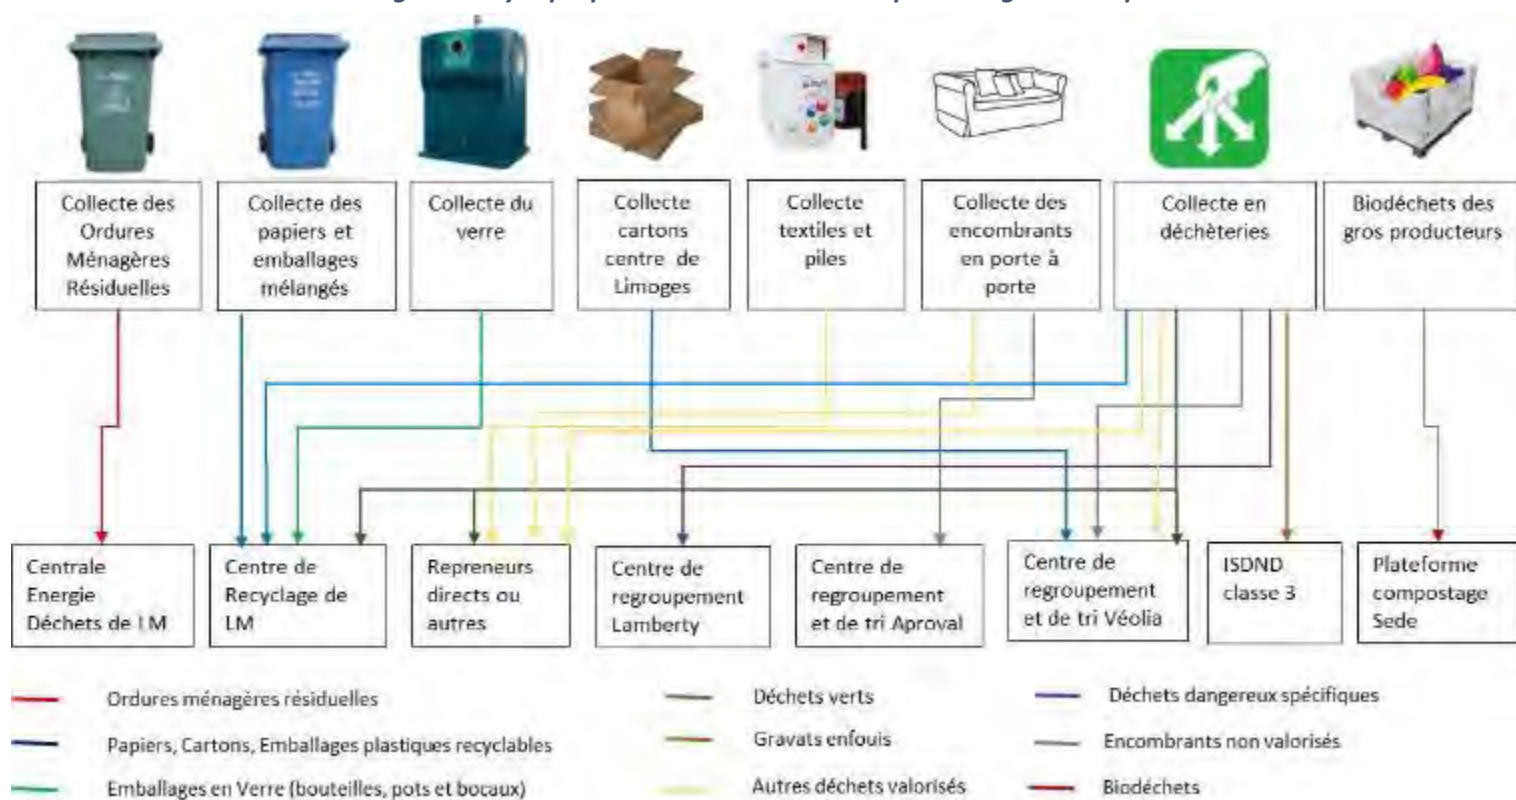 Collecte des
Ordures
Ménagères
Résiduelles
Collecte des
papiers et
emballages
mélangés
Collecte du
verre
Collecte
cartons
centre de
Limoges
Collecte
textiles et
piles
Collecte des
encombrants
en porte à
porte
Collecte en
déchèteries
Biodéchets des
gros producteurs
Centrale
Energie
Déchets de LM
Centre de
Recyclage de
LM
Repreneurs
directs ou
autres
Centre de
regroupement
Lamberty
Centre de
regroupement
et de tri Aproval
Centre de
regroupement
et de tri Véolia
ISDND
classe 3
Plateforme
compostage
Sede
Ordures ménagères résiduelles
Papiers, Cartons, Emballages plastiques recyclables
Emballages en Verre (bouteilles, pots et bocaux)
Déchets verts
Gravats enfouis
Autres déchets valorisés
Déchets dangereux spécifiques
Encombrants non valorisés
Biodéchets